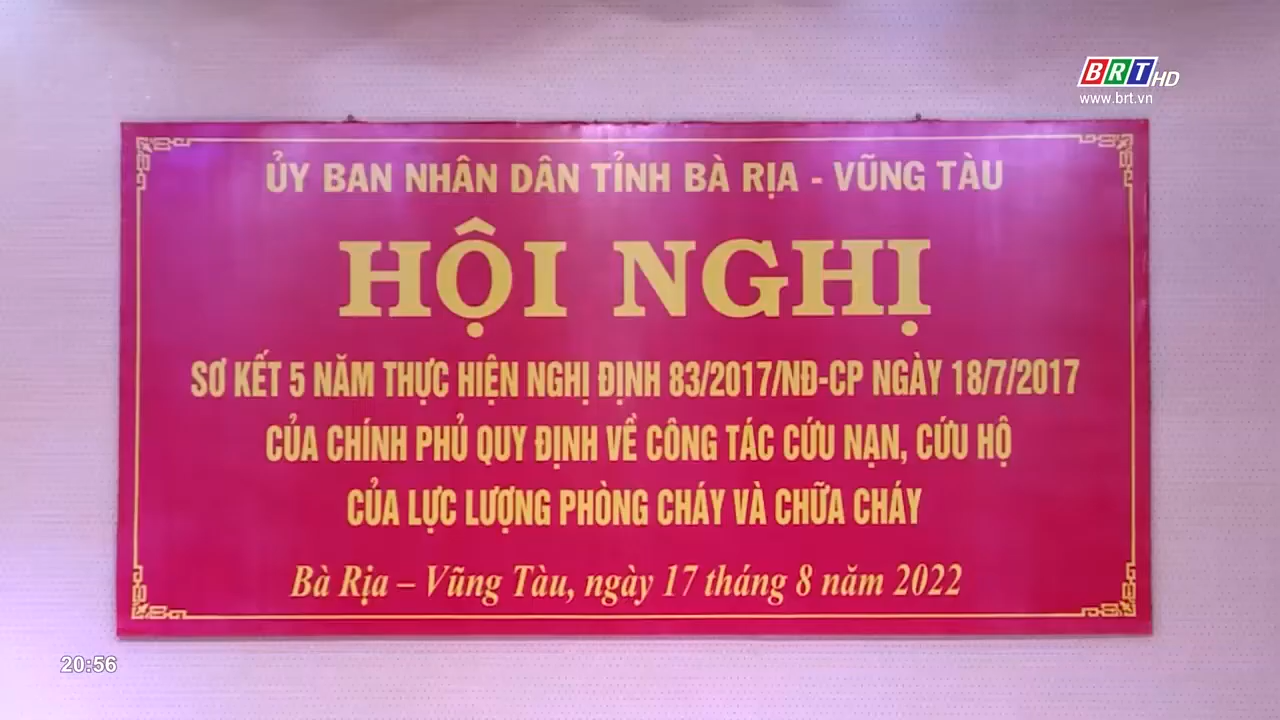 BRT HD
www.brt.vn
ỦY BAN NHÂN DÂN TỈNH BÀ RỊA - VŨNG TÀU
HỘI NGHỊ
SƠ KẾT 5 NĂM THỰC HIỆN NGHỊ ĐỊNH 83/2017/NĐ-CP NGÀY 18/7/2017
CỦA CHÍNH PHỦ QUY ĐỊNH VỀ CÔNG TÁC CỨU NẠN, CỨU HỘ
CỦA LỰC LƯỢNG PHÒNG CHÁY VÀ CHỮA CHÁY
Bà Rịa – Vũng Tàu, ngày 17 tháng 8 năm 2022
20:56